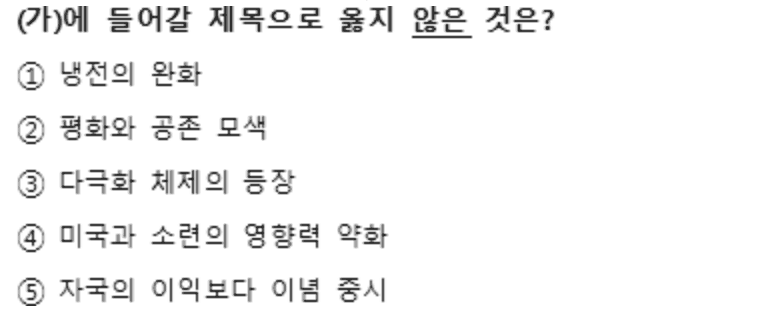 (가)에 들어갈 제목으로 옳지 않은 것은?
① 냉전의 완화
② 평화와 공존 모색
③ 다극화 체제의 등장
④ 미국과 소련의 영향력 약화
⑤ 자국의 이익보다 이념 중시